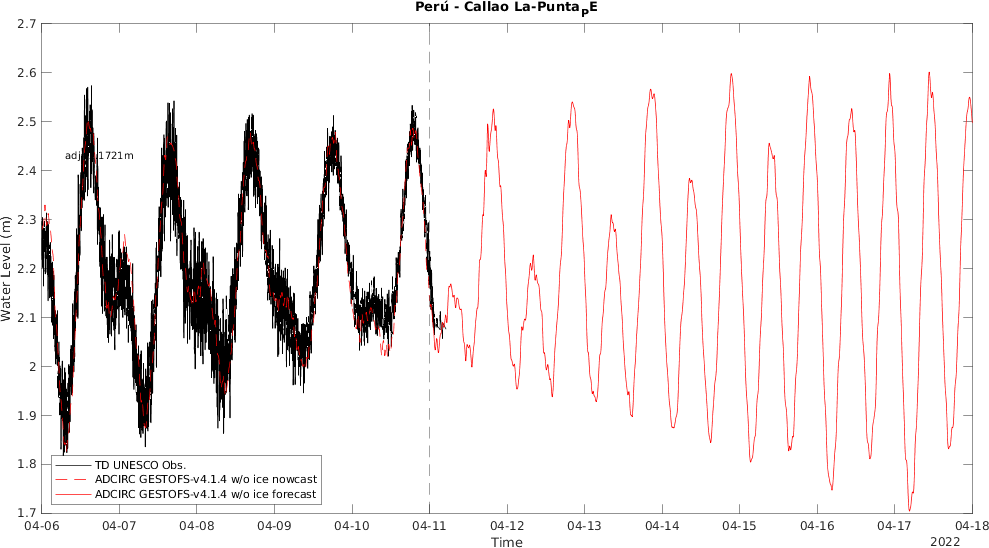 Perú - Callao La-PuntapE
2.7
2.6
2.5
2.4
2.3
2.2
2.1
2
1.9
1.8
1.7
Water Level (m)
1721m
TD UNESCO Obs.
ADCIRC GESTOFS-v4.1.4 w/o ice nowcast
ADCIRC GESTOFS-v4.1.4 w/o ice forecast
04-06 04-07 04-08 04-09 04-10 04-11 04-12 04-13 04-14 04-15 04-16 04-17 04-18
Time
2022